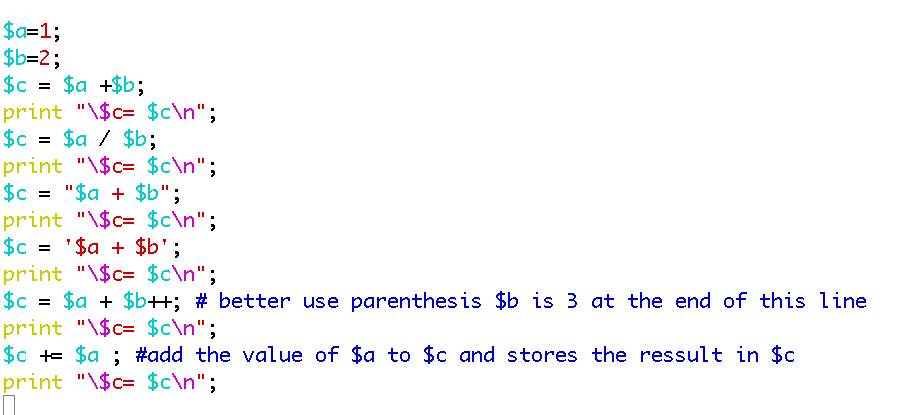 $a=1;
$b=2;
$c = $a +$b;
print "\$c= $c\n";
$c = $a / $b;
print "\$c= $c\n";
$c = "$a + $b";
print "\$c= $c\n";
$c = '$a + $b';
print "\$c= $c\n";
$c = $a + $b++; # better use parenthesis $b is 3 at the end of this line
print "\$c= $c\n";
$c += $a ; #add the value of $a to $c and stores the ressult in $c
print "\$c= $c\n";